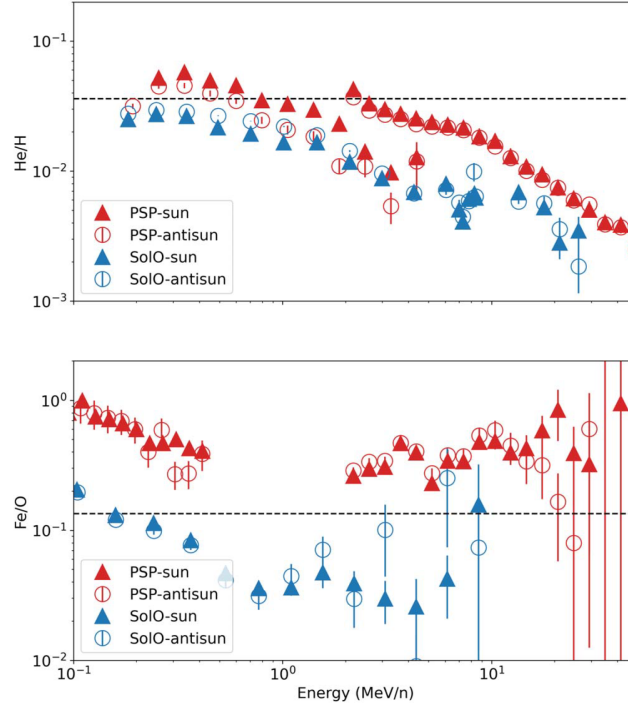 10⁻¹
10⁻²
10⁻³
He/H
PSP-sun
PSP-antisun
SolO-sun
SolO-antisun
10⁰
10⁻¹
10⁻²
Fe/O
PSP-sun
PSP-antisun
SolO-sun
SolO-antisun
10⁻¹
10⁰
10¹
Energy (MeV/n)